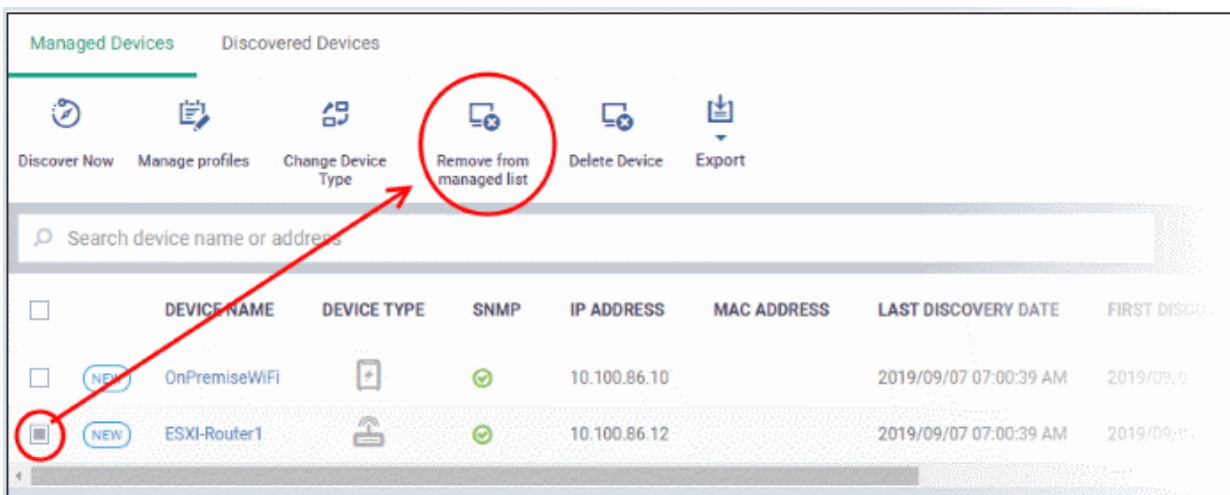 Managed Devices Discovered Devices
Discover Now Manage profiles Change Device Type Remove from managed list Delete Device Export
Search device name or address
DEVICE NAME DEVICE TYPE SNMP IP ADDRESS MAC ADDRESS LAST DISCOVERY DATE FIRST
NEW OnPremiseWiFi 10.100.86.10 2019/09/07 07:00:39 AM
NEW ESXI-Router1 10.100.86.12 2019/09/07 07:00:39 AM